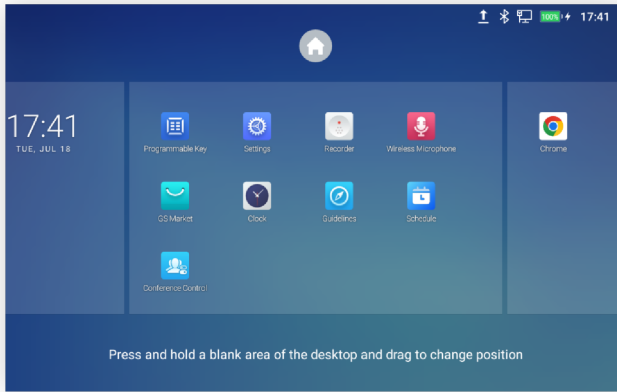 100% 17:41
17:41
TUE, JUL 18
Programmable Key Settings Recorder Wireless Microphone Chrome
GS Market Clock Guidelines Schedule
Conference Control
Press and hold a blank area of the desktop and drag to change position